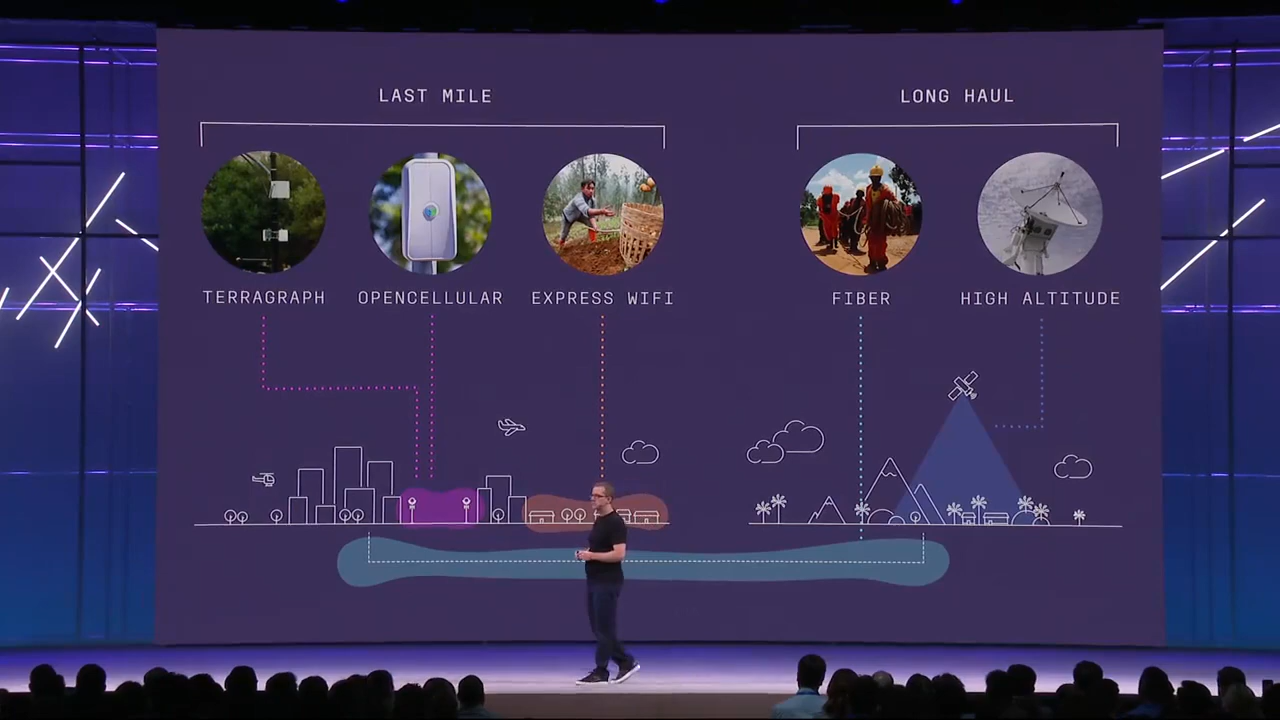 LAST MILE
LONG HAUL
TERRAGRAPH
OPENCELLULAR
EXPRESS WIFI
FIBER
HIGH ALTITUDE